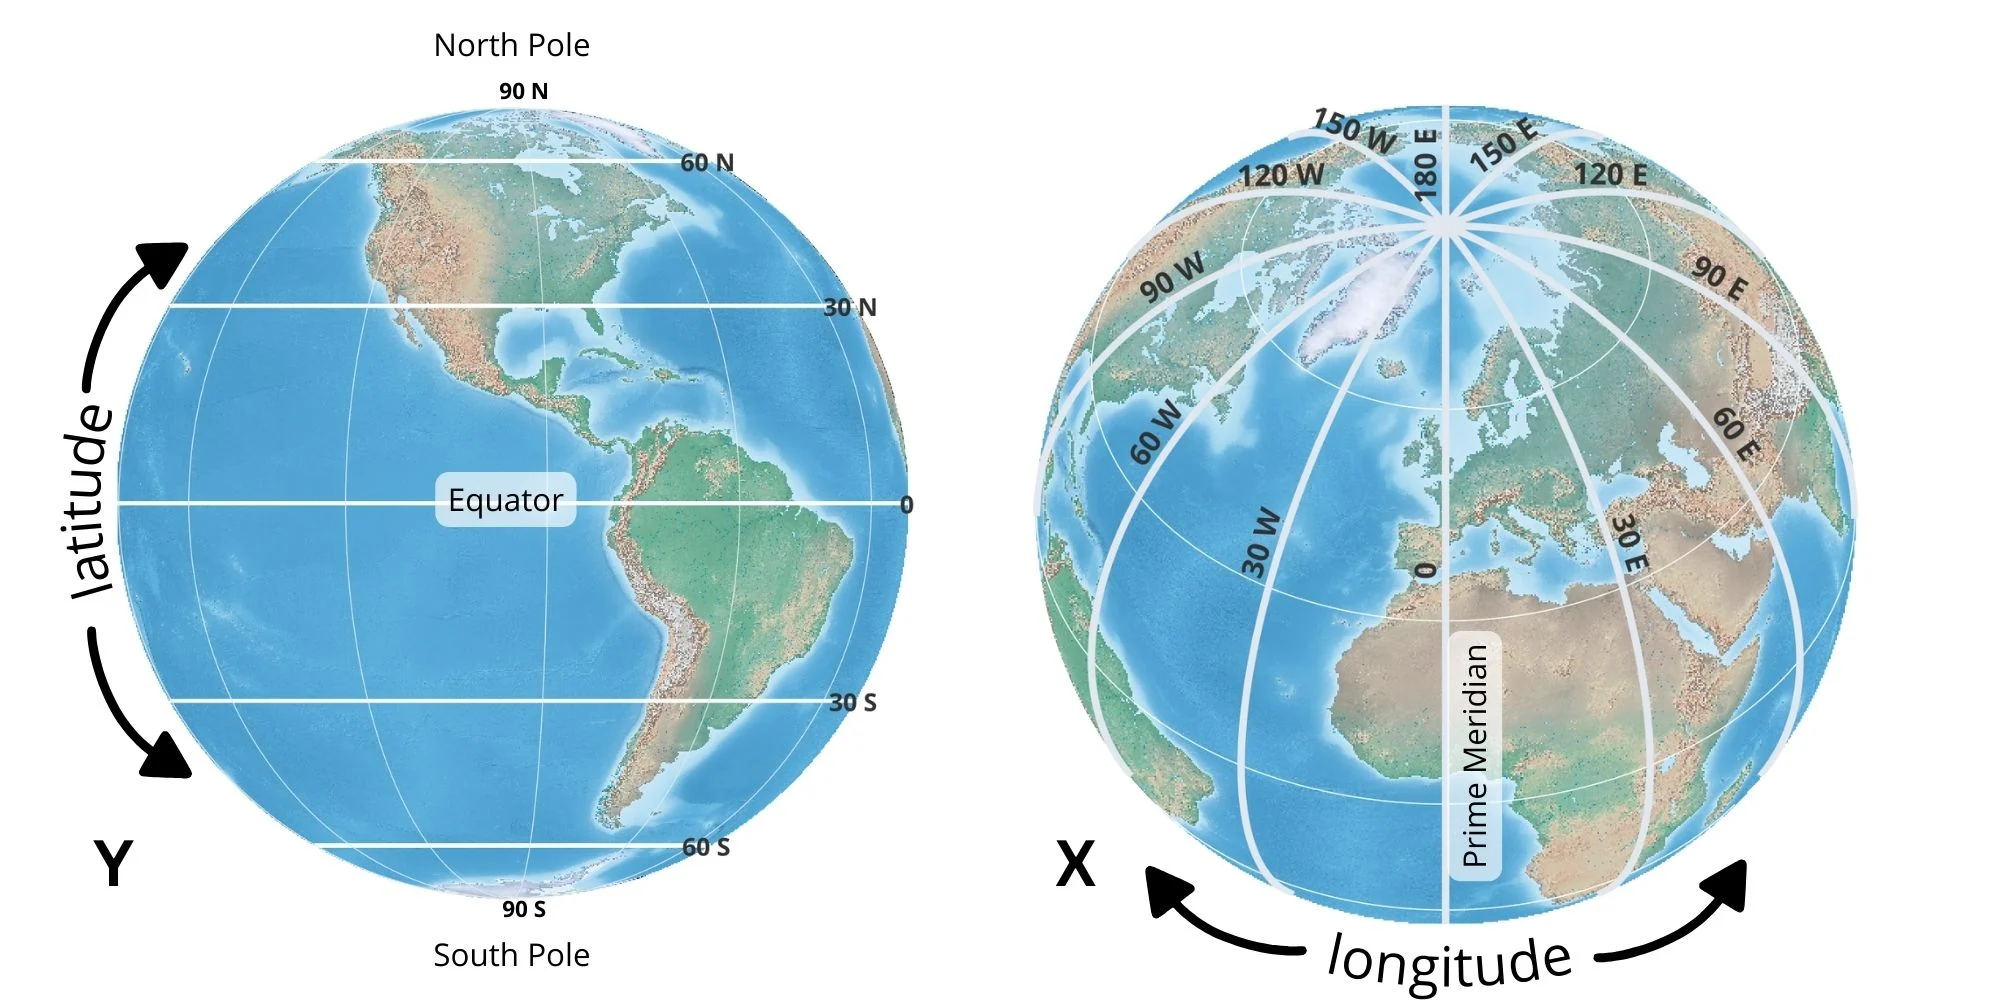 North Pole
90 N
60 N
30 N
latitude
Equator
0
30 S
60 S
Y
90 S
South Pole
150 W
180 E
150 E
120 W
120 E
90 W
90 E
60 W
60 E
30 W
0
30 E
Prime Meridian
X
longitude